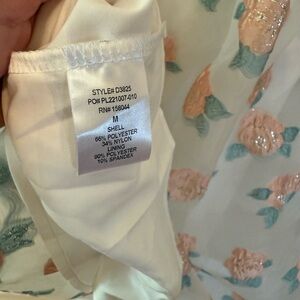 STYLE# D3825
PO# PL221007-010
RN# 158044
M
SHELL
66% POLYESTER
34% NYLON
LINING
90% POLYESTER
10% SPANDEX